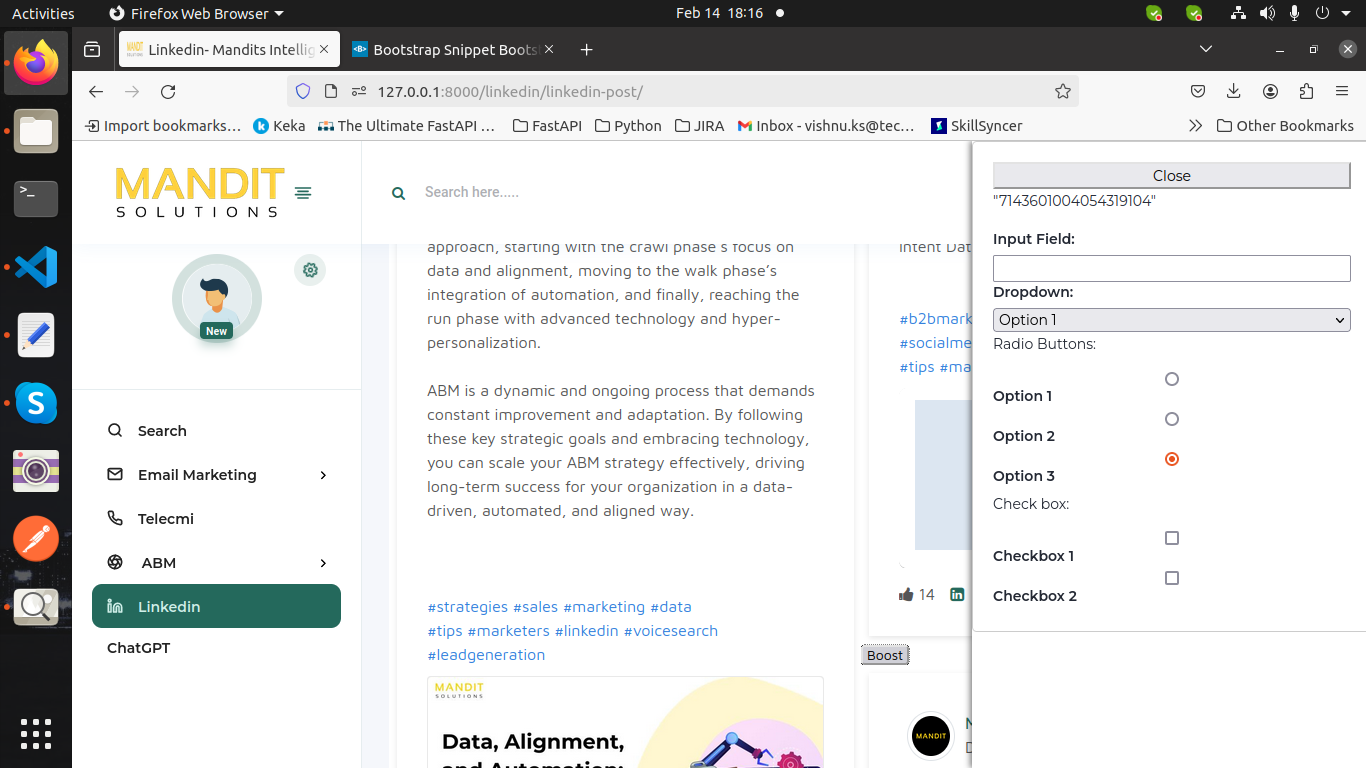 Activities
Firefox Web Browser
Feb 14 18:16
Linkedin- Mandits Intellig
Bootstrap Snippet Boots
127.0.0.1:8000/linkedin/linkedin-post/
Import bookmarks...
Keka
The Ultimate FastAPI ...
FastAPI
Python
JIRA
Inbox - vishnu.ks@tec...
SkillSyncer
Other Bookmarks
MANDIT
SOLUTIONS
Search here.....
New
Search
Email Marketing
Telecmi
ABM
Linkedin
ChatGPT
approach, starting with the crawl phase's focus on
data and alignment, moving to the walk phase's
integration of automation, and finally, reaching the
run phase with advanced technology and hyper-
personalization.
ABM is a dynamic and ongoing process that demands
constant improvement and adaptation. By following
these key strategic goals and embracing technology,
you can scale your ABM strategy effectively, driving
long-term success for your organization in a data-
driven, automated, and aligned way.
#strategies #sales #marketing #data
#tips #marketers #linkedin #voicesearch
#leadgeneration
MANDIT
SOLUTIONS
Data, Alignment,
and Automation:
Intent Dat
#b2bmark
#socialme
#tips #ma
14
Boost
MANDIT
Close
"7143601004054319104"
Input Field:
Dropdown:
Option 1
Radio Buttons:
Option 1
Option 2
Option 3
Check box:
Checkbox 1
Checkbox 2